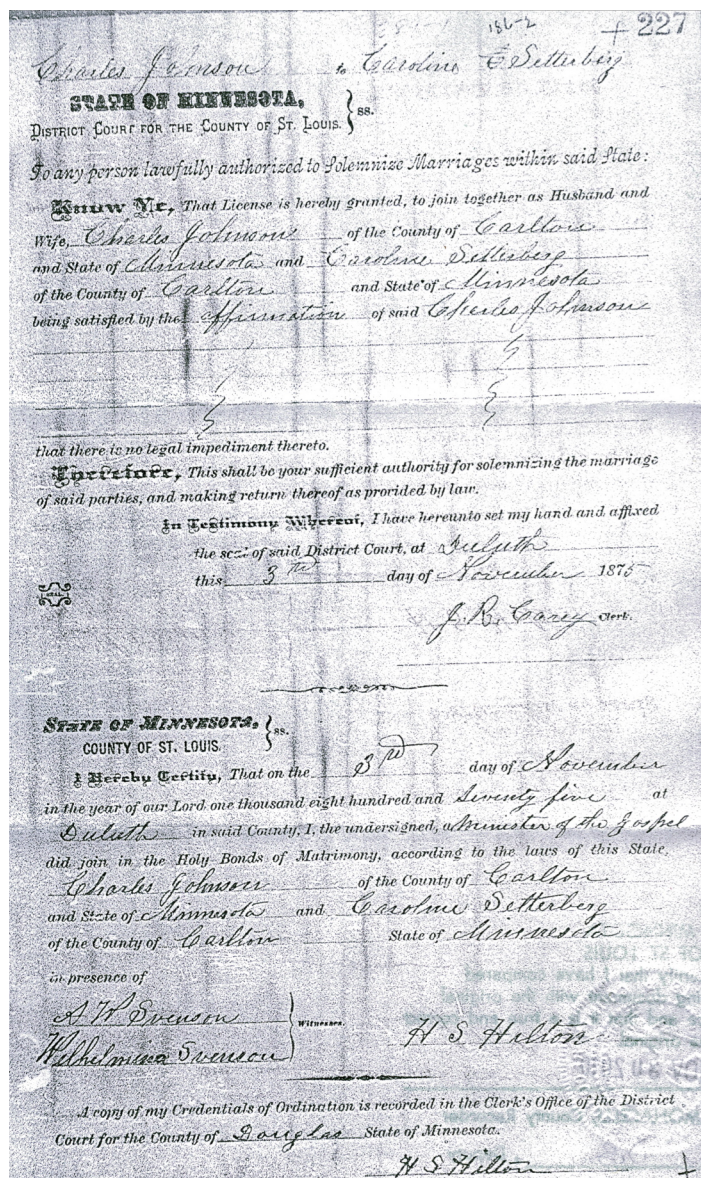 186-2
+ 227
Charles Johnson to Caroline E Setterberg
STATE OF MINNESOTA,
DISTRICT COURT FOR THE COUNTY OF ST. LOUIS. } ss.
To any person lawfully authorized to Solemnize Marriages within said State:
Know Ye, That License is hereby granted, to join together as Husband and
Wife, Charles Johnson of the County of Carlton
and State of Minnesota and Caroline Setterberg
of the County of Carlton and State of Minnesota
being satisfied by the affirmation of said Charles Johnson
that there is no legal impediment thereto.
Therefore, This shall be your sufficient authority for solemnizing the marriage
of said parties, and making return thereof as provided by law.
In Testimony Whereof, I have hereunto set my hand and affixed
the seal of said District Court, at Duluth
this 3rd day of November 1875
SEAL
J. R. Carey Clerk.
STATE OF MINNESOTA,
COUNTY OF ST. LOUIS. } ss.
I Hereby Certify, That on the 3rd day of November
in the year of our Lord one thousand eight hundred and Seventy five at
Duluth in said County, I, the undersigned, a Minister of the Gospel
did join in the Holy Bonds of Matrimony, according to the laws of this State,
Charles Johnson of the County of Carlton
and State of Minnesota and Caroline Setterberg
of the County of Carlton State of Minnesota
in presence of
A W Svenson
Wilhelmina Svenson } Witnesses.
H S Hilton
A copy of my Credentials of Ordination is recorded in the Clerk's Office of the District
Court for the County of Douglas State of Minnesota.
H S Hilton +